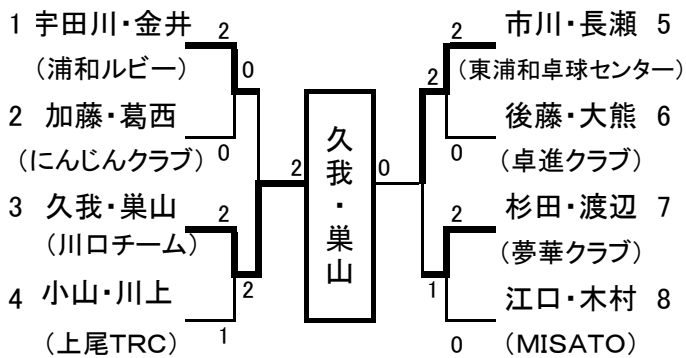 1 宇田川・金井 2
(浦和ルビー) 0
2 加藤・葛西
(にんじんクラブ) 0
3 久我・巣山 2
(川口チーム)
4 小山・川上 2
(上尾TRC) 1
2
久我・巣山
0
2 市川・長瀬 5
2 (東浦和卓球センター)
後藤・大熊 6
0 (卓進クラブ)
2 杉田・渡辺 7
(夢華クラブ)
1 江口・木村 8
0 (MISATO)